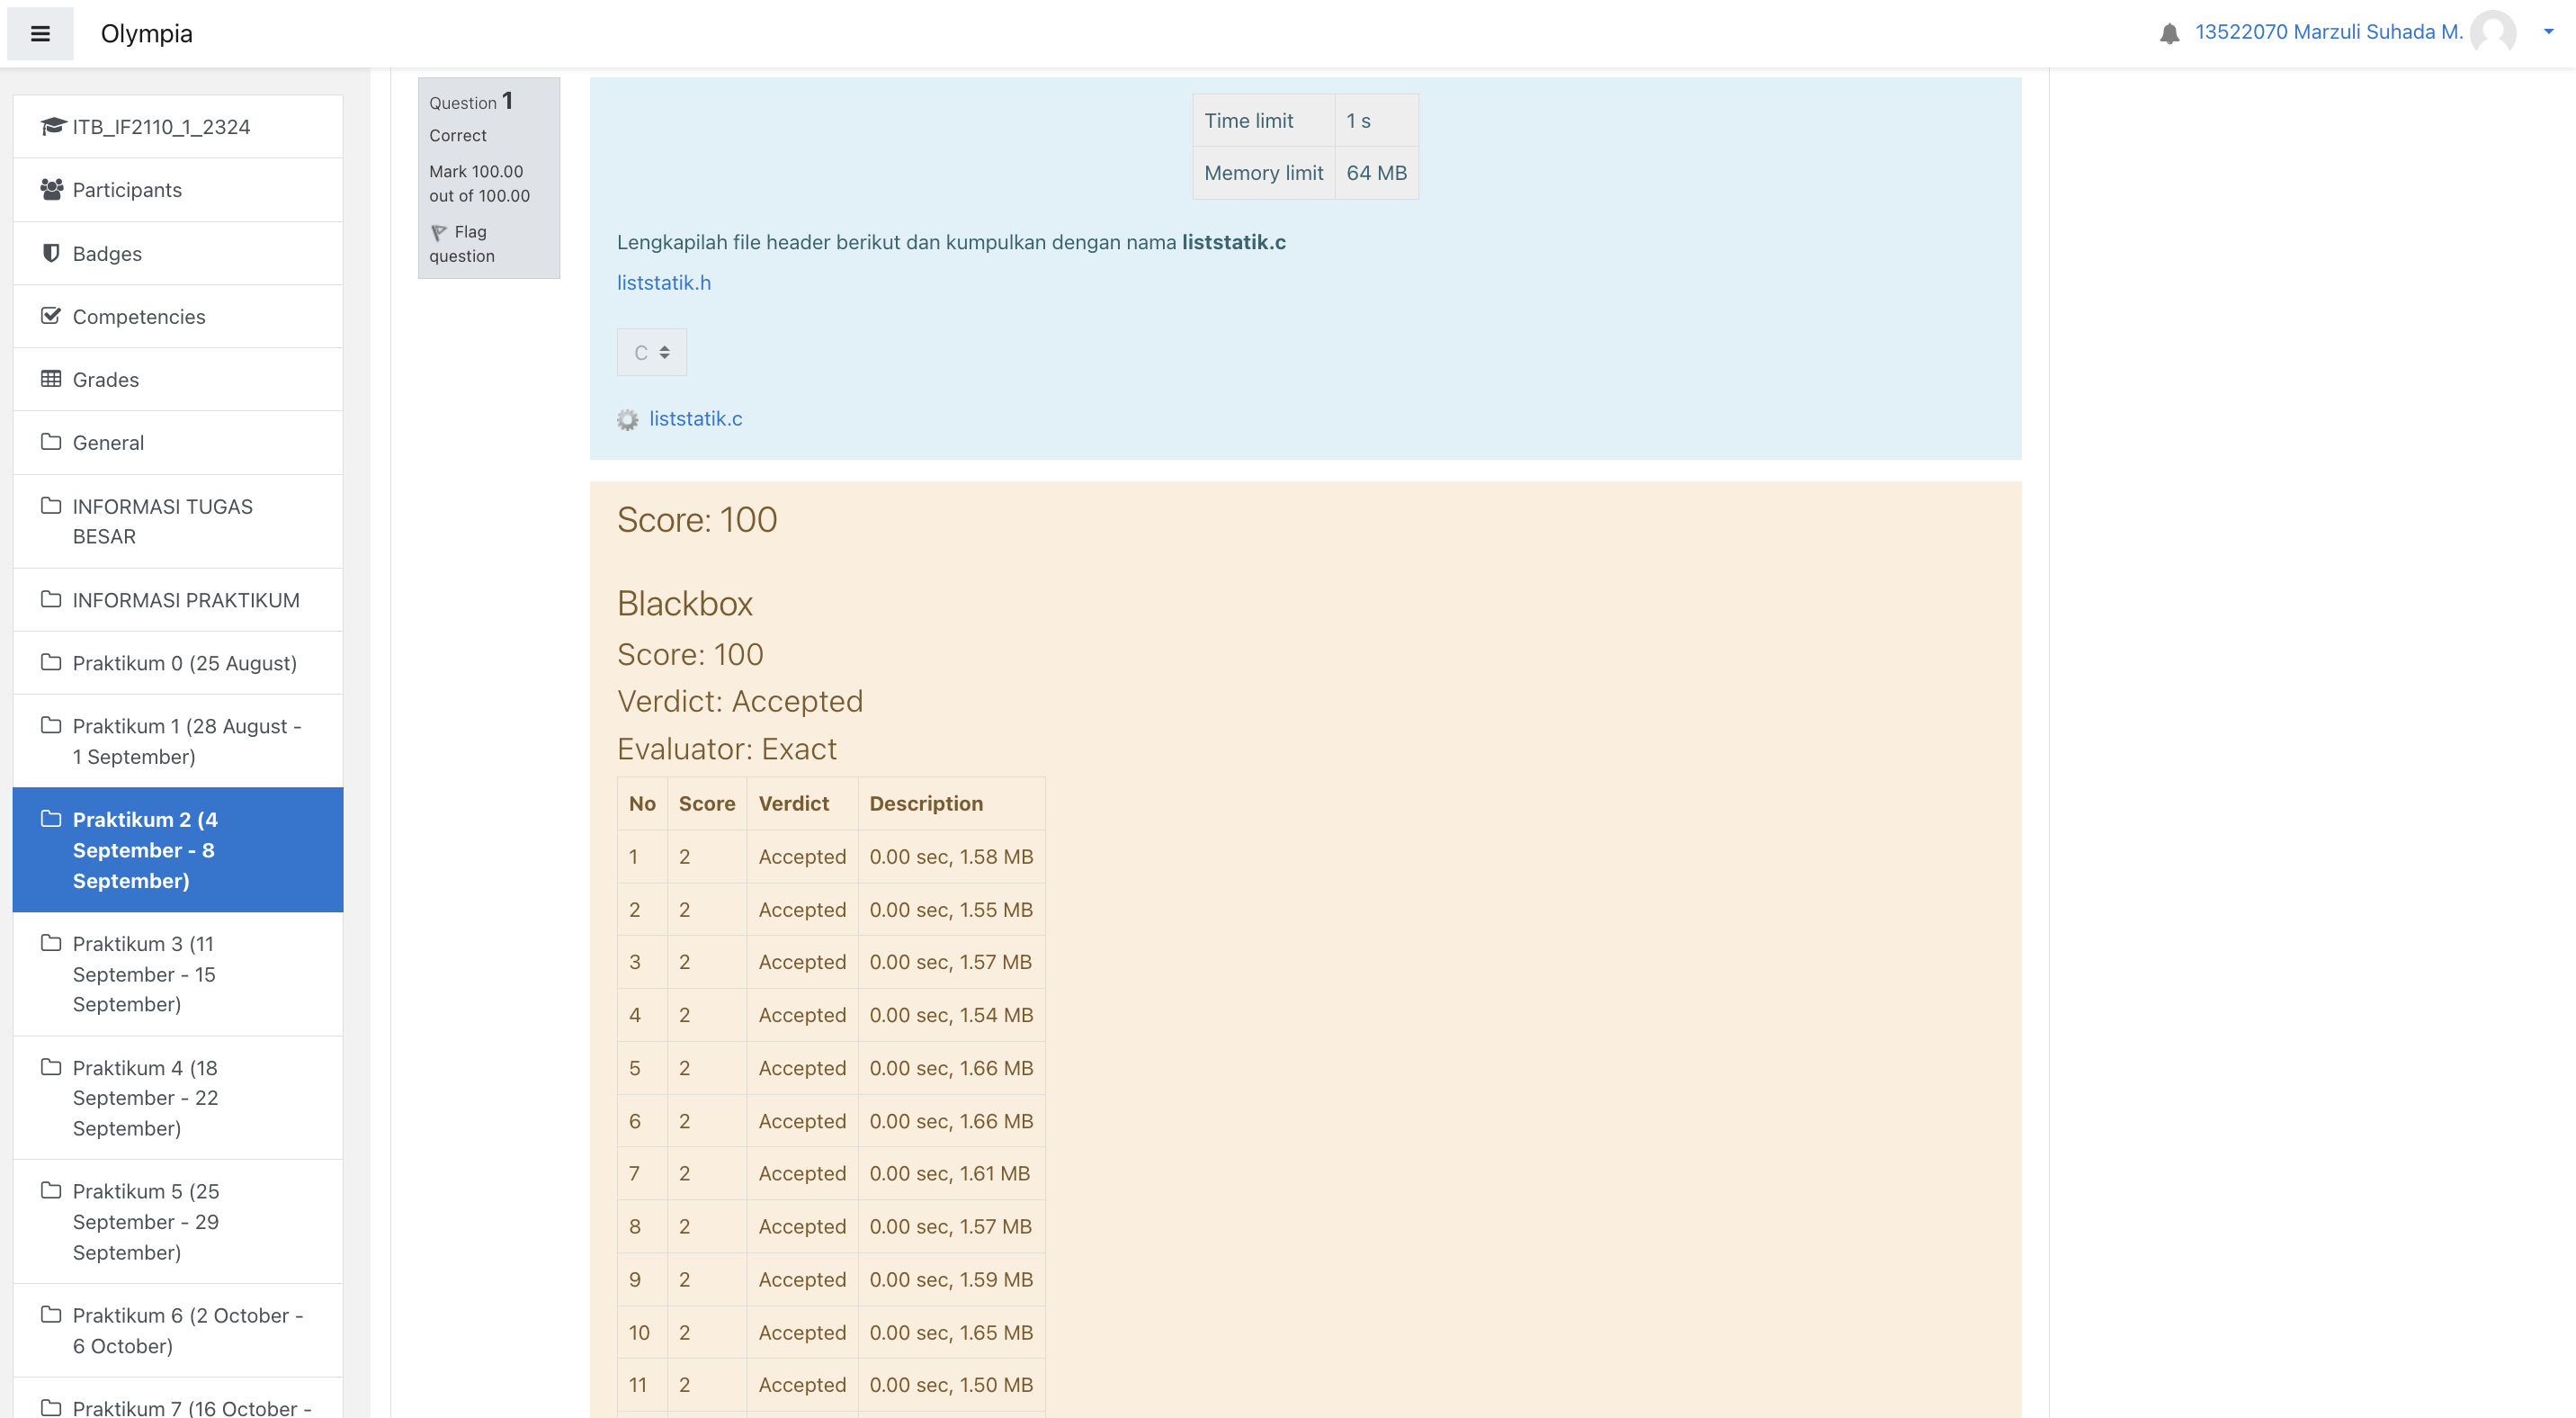 Olympia
13522070 Marzuli Suhada M.
ITB_IF2110_1_2324
Participants
Badges
Competencies
Grades
General
INFORMASI TUGAS
BESAR
INFORMASI PRAKTIKUM
Praktikum 0 (25 August)
Praktikum 1 (28 August -
1 September)
Praktikum 2 (4
September - 8
September)
Praktikum 3 (11
September - 15
September)
Praktikum 4 (18
September - 22
September)
Praktikum 5 (25
September - 29
September)
Praktikum 6 (2 October -
6 October)
Praktikum 7 (16 October -
Question 1
Correct
Mark 100.00
out of 100.00
Flag
question
Time limit 1 s
Memory limit 64 MB
Lengkapilah file header berikut dan kumpulkan dengan nama liststatik.c
liststatik.h
C
liststatik.c
Score: 100
Blackbox
Score: 100
Verdict: Accepted
Evaluator: Exact
No Score Verdict Description
1 2 Accepted 0.00 sec, 1.58 MB
2 2 Accepted 0.00 sec, 1.55 MB
3 2 Accepted 0.00 sec, 1.57 MB
4 2 Accepted 0.00 sec, 1.54 MB
5 2 Accepted 0.00 sec, 1.66 MB
6 2 Accepted 0.00 sec, 1.66 MB
7 2 Accepted 0.00 sec, 1.61 MB
8 2 Accepted 0.00 sec, 1.57 MB
9 2 Accepted 0.00 sec, 1.59 MB
10 2 Accepted 0.00 sec, 1.65 MB
11 2 Accepted 0.00 sec, 1.50 MB